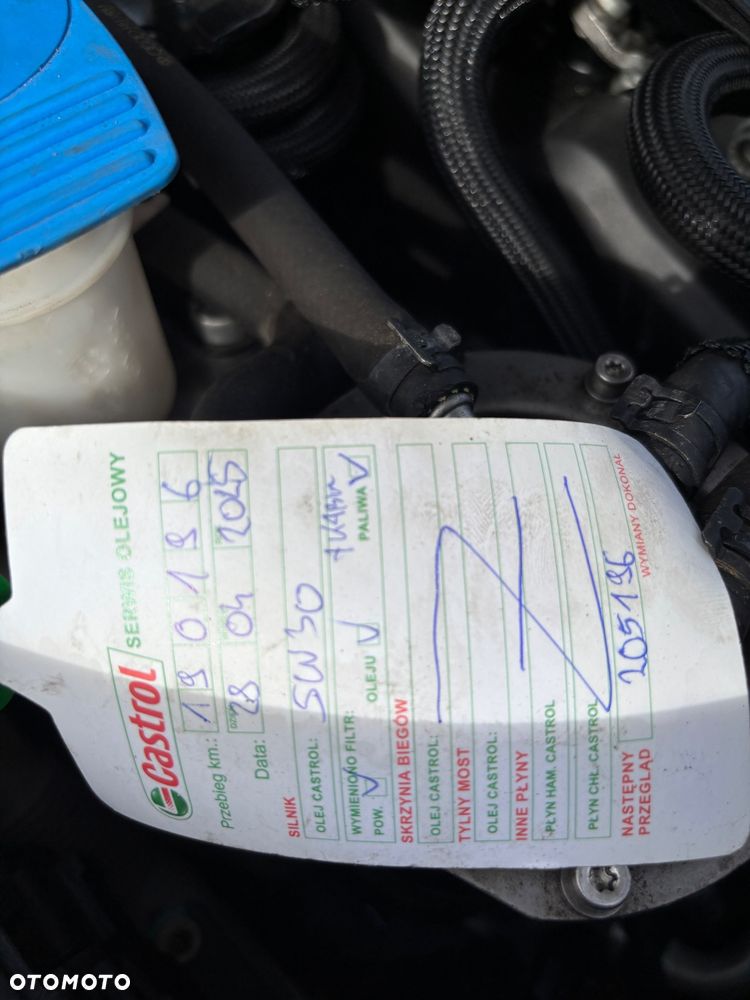 Castrol
SERWIS OLEJOWY
Przebieg km.: 190196
Data: 28 04 2025
SILNIK
OLEJ CASTROL: 5W30
WYMIENIONO FILTR: + KABIN
POW. ✓ OLEJU ✓ PALIWA ✓
SKRZYNIA BIEGÓW
OLEJ CASTROL:
TYLNY MOST
OLEJ CASTROL:
INNE PŁYNY
PŁYN HAM. CASTROL
PŁYN CHŁ. CASTROL
NASTĘPNY PRZEGLĄD 205196
WYMIANY DOKONAŁ
OTOMOTO